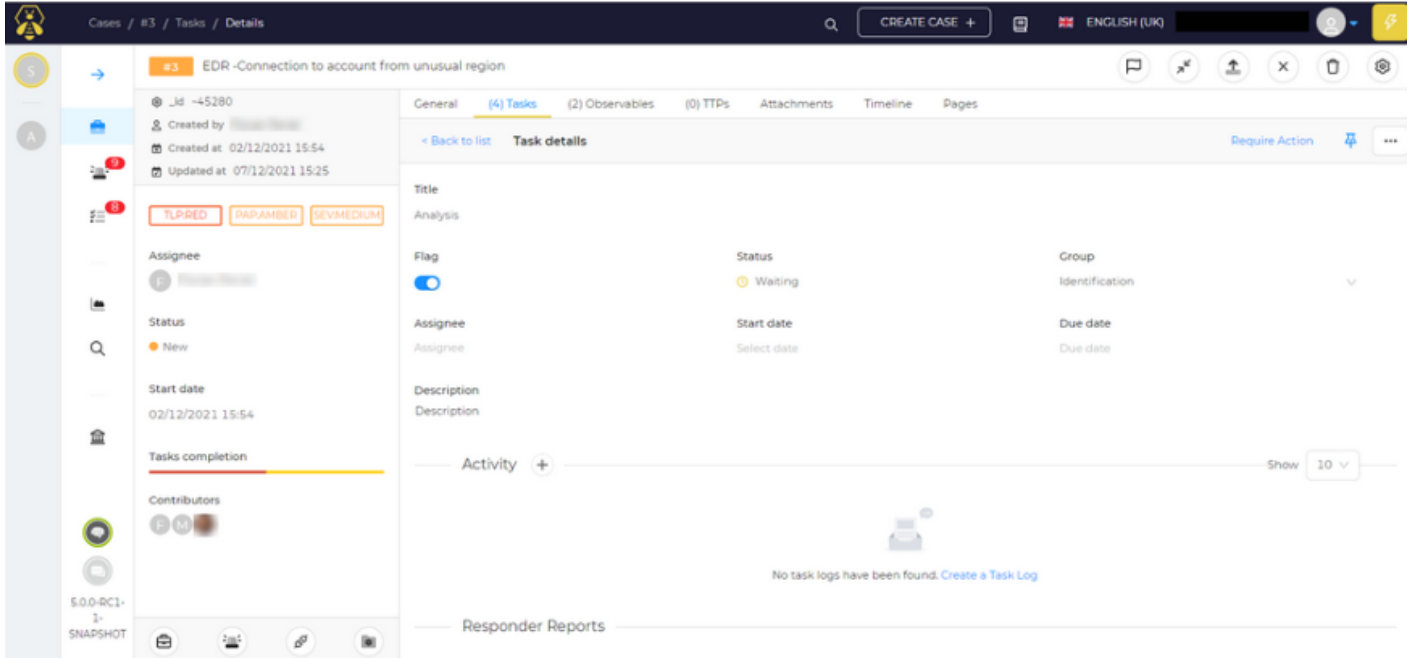 Cases / #3 / Tasks / Details
CREATE CASE +
ENGLISH (UK)
S
A
#3 EDR -Connection to account from unusual region
_id ~45280
Created by
Created at 02/12/2021 15:54
Updated at 07/12/2021 15:25
TLP:RED PAP:AMBER SEV:MEDIUM
Assignee
F
Status
New
Start date
02/12/2021 15:54
Tasks completion
Contributors
F M
9
8
5.0.0-RC1-
1-
SNAPSHOT
General (4) Tasks (2) Observables (0) TTPs Attachments Timeline Pages
< Back to list Task details Require Action
Title
Analysis
Flag Status Group
Waiting Identification
Assignee Start date Due date
Assignee Select date Due date
Description
Description
Activity + Show 10
No task logs have been found. Create a Task Log
Responder Reports